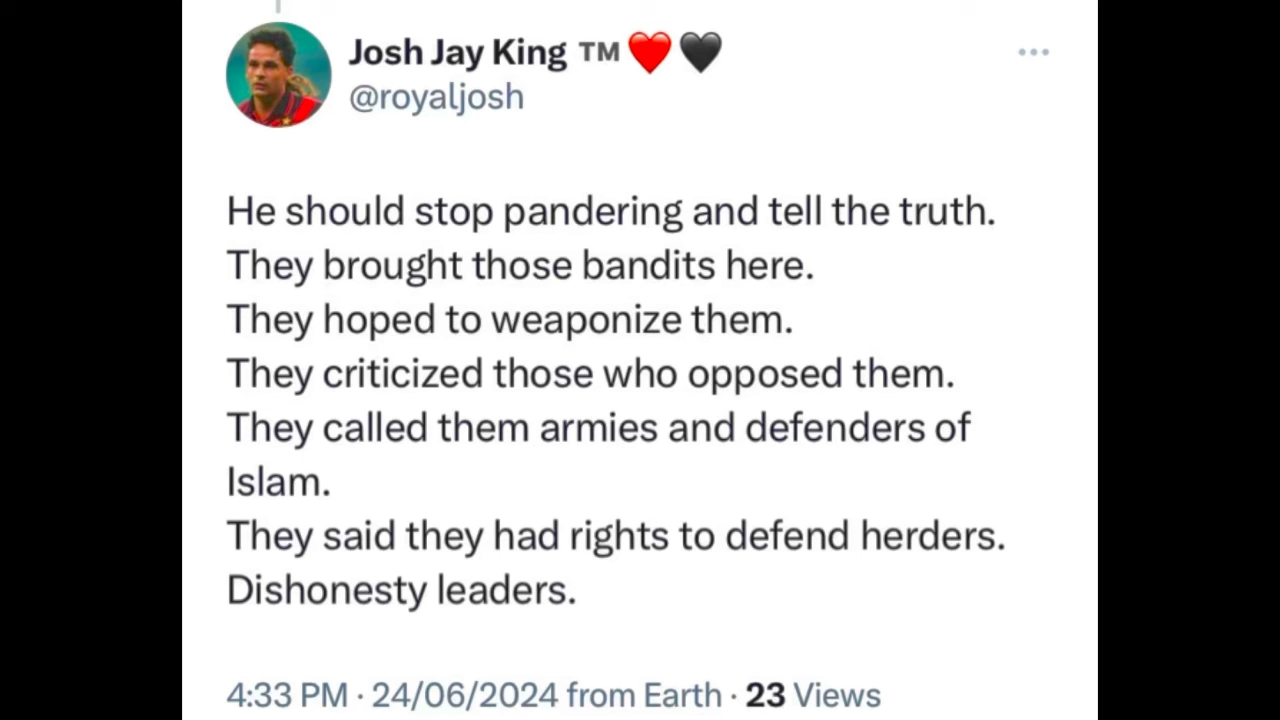 Josh Jay King ™❤️🖤
@royaljosh
He should stop pandering and tell the truth.
They brought those bandits here.
They hoped to weaponize them.
They criticized those who opposed them.
They called them armies and defenders of
Islam.
They said they had rights to defend herders.
Dishonesty leaders.
4:33 PM · 24/06/2024 from Earth · 23 Views